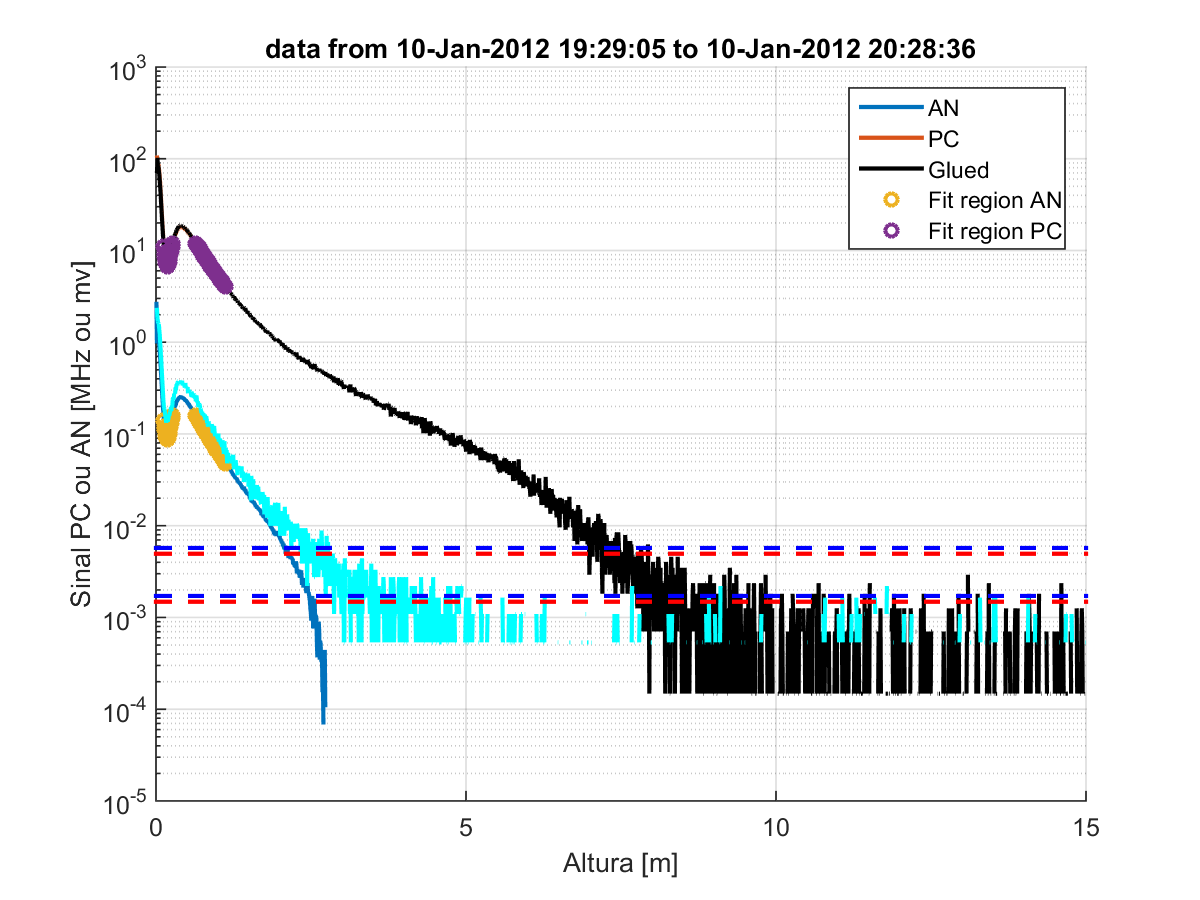 data from 10-Jan-2012 19:29:05 to 10-Jan-2012 20:28:36
Sinal PC ou AN [MHz ou mv]
10^3
10^2
10^1
10^0
10^-1
10^-2
10^-3
10^-4
10^-5
AN
PC
Glued
Fit region AN
Fit region PC
0 5 10 15
Altura [m]